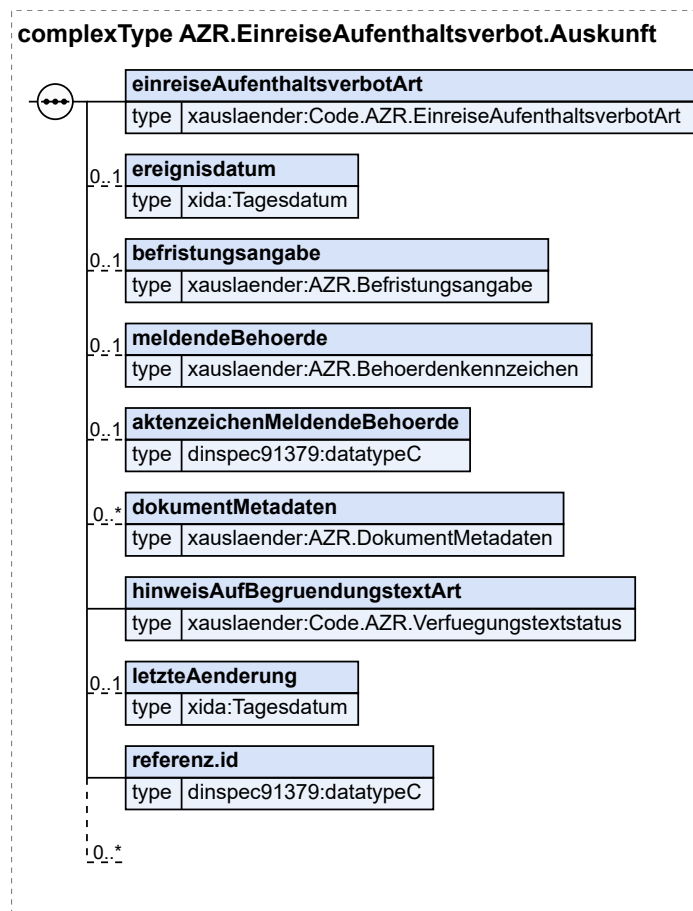 complexType AZR.EinreiseAufenthaltsverbot.Auskunft
einreiseAufenthaltsverbotArt
type xauslaender:Code.AZR.EinreiseAufenthaltsverbotArt
0..1 ereignisdatum
type xida:Tagesdatum
0..1 befristungsangabe
type xauslaender:AZR.Befristungsangabe
0..1 meldendeBehoerde
type xauslaender:AZR.Behoerdenkennzeichen
0..1 aktenzeichenMeldendeBehoerde
type dinspec91379:datatypeC
0..* dokumentMetadaten
type xauslaender:AZR.DokumentMetadaten
hinweisAufBegruendungstextArt
type xauslaender:Code.AZR.Verfuegungstextstatus
0..1 letzteAenderung
type xida:Tagesdatum
referenz.id
type dinspec91379:datatypeC
0..*